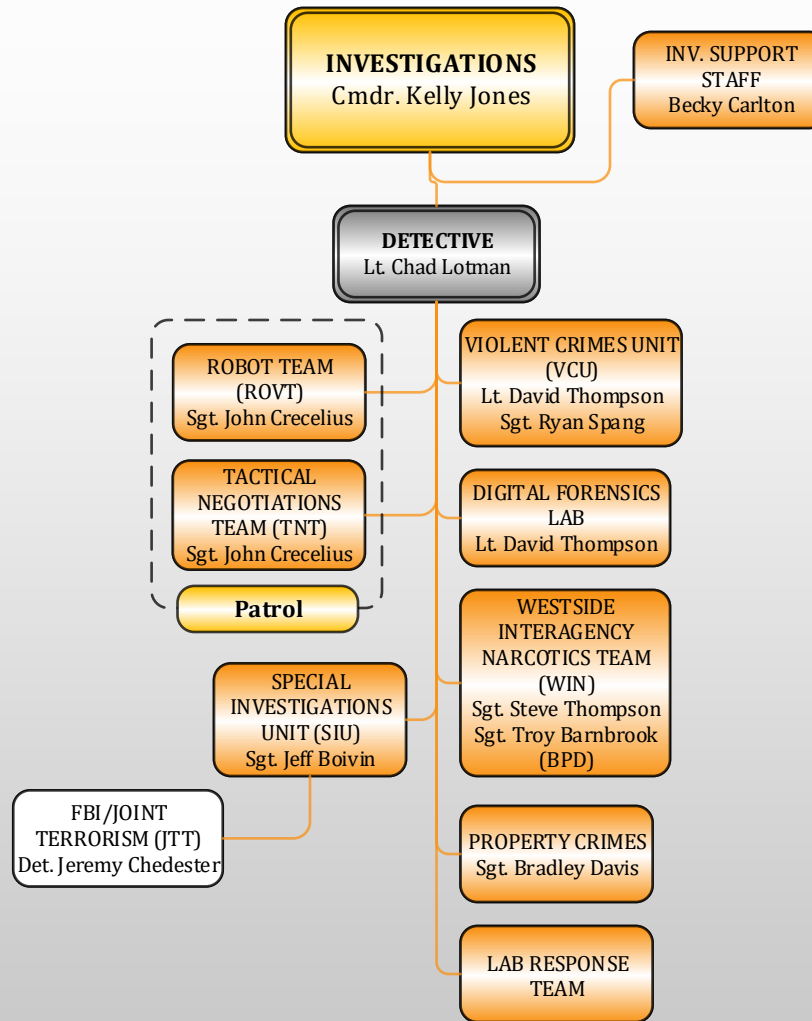 INVESTIGATIONS
Cmdr. Kelly Jones
INV. SUPPORT
STAFF
Becky Carlton
DETECTIVE
Lt. Chad Lotman
ROBOT TEAM
(ROVT)
Sgt. John Crecelius
VIOLENT CRIMES UNIT
(VCU)
Lt. David Thompson
Sgt. Ryan Spang
TACTICAL
NEGOTIATIONS
TEAM (TNT)
Sgt. John Crecelius
DIGITAL FORENSICS
LAB
Lt. David Thompson
Patrol
WESTSIDE
INTERAGENCY
NARCOTICS TEAM
(WIN)
Sgt. Steve Thompson
Sgt. Troy Barnbrook
(BPD)
SPECIAL
INVESTIGATIONS
UNIT (SIU)
Sgt. Jeff Boivin
FBI/JOINT
TERRORISM (JTT)
Det. Jeremy Chedester
PROPERTY CRIMES
Sgt. Bradley Davis
LAB RESPONSE
TEAM